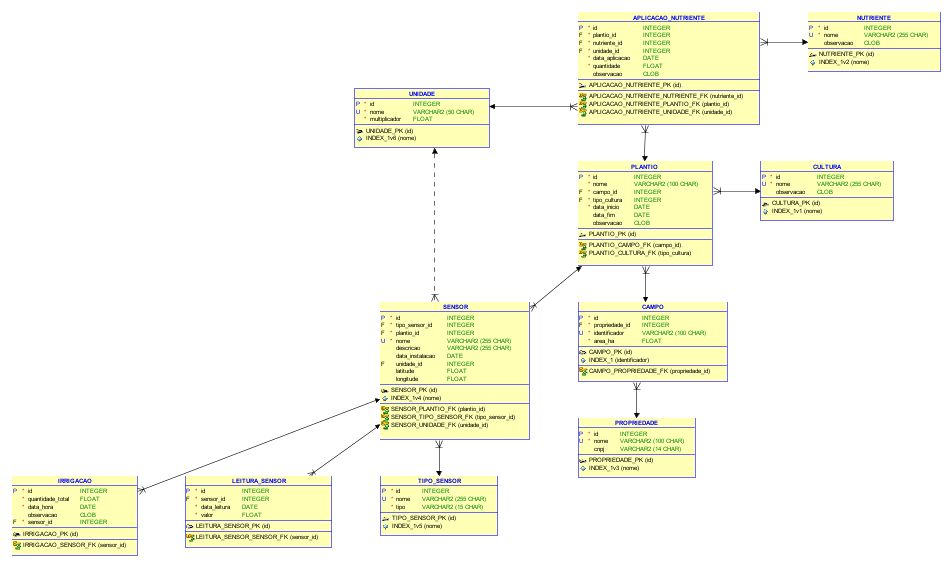 APLICACAO_NUTRIENTE
P * id INTEGER
F * plantio_id INTEGER
F * nutriente_id INTEGER
F * unidade_id INTEGER
* data_aplicacao DATE
* quantidade FLOAT
observacao CLOB
APLICACAO_NUTRIENTE_PK (id)
APLICACAO_NUTRIENTE_NUTRIENTE_FK (nutriente_id)
APLICACAO_NUTRIENTE_PLANTIO_FK (plantio_id)
APLICACAO_NUTRIENTE_UNIDADE_FK (unidade_id)
NUTRIENTE
P * id INTEGER
U * nome VARCHAR2 (255 CHAR)
observacao CLOB
NUTRIENTE_PK (id)
INDEX_1v2 (nome)
UNIDADE
P * id INTEGER
U * nome VARCHAR2 (50 CHAR)
* multiplicador FLOAT
UNIDADE_PK (id)
INDEX_1v6 (nome)
PLANTIO
P * id INTEGER
* nome VARCHAR2 (100 CHAR)
F * campo_id INTEGER
F * tipo_cultura INTEGER
* data_inicio DATE
data_fim DATE
observacao CLOB
PLANTIO_PK (id)
PLANTIO_CAMPO_FK (campo_id)
PLANTIO_CULTURA_FK (tipo_cultura)
CULTURA
P * id INTEGER
U * nome VARCHAR2 (255 CHAR)
observacao CLOB
CULTURA_PK (id)
INDEX_1v1 (nome)
SENSOR
P * id INTEGER
F * tipo_sensor_id INTEGER
F * plantio_id INTEGER
U * nome VARCHAR2 (255 CHAR)
descricao VARCHAR2 (255 CHAR)
data_instalacao DATE
F unidade_id INTEGER
latitude FLOAT
longitude FLOAT
SENSOR_PK (id)
INDEX_1v4 (nome)
SENSOR_PLANTIO_FK (plantio_id)
SENSOR_TIPO_SENSOR_FK (tipo_sensor_id)
SENSOR_UNIDADE_FK (unidade_id)
CAMPO
P * id INTEGER
F * propriedade_id INTEGER
U * identificador VARCHAR2 (100 CHAR)
* area_ha FLOAT
CAMPO_PK (id)
INDEX_1 (identificador)
CAMPO_PROPRIEDADE_FK (propriedade_id)
PROPRIEDADE
P * id INTEGER
U * nome VARCHAR2 (100 CHAR)
cnpj VARCHAR2 (14 CHAR)
PROPRIEDADE_PK (id)
INDEX_1v3 (nome)
IRRIGACAO
P * id INTEGER
* quantidade_total FLOAT
* data_hora DATE
observacao CLOB
F * sensor_id INTEGER
IRRIGACAO_PK (id)
IRRIGACAO_SENSOR_FK (sensor_id)
LEITURA_SENSOR
P * id INTEGER
F * sensor_id INTEGER
* data_leitura DATE
* valor FLOAT
LEITURA_SENSOR_PK (id)
LEITURA_SENSOR_SENSOR_FK (sensor_id)
TIPO_SENSOR
P * id INTEGER
U * nome VARCHAR2 (255 CHAR)
* tipo VARCHAR2 (15 CHAR)
TIPO_SENSOR_PK (id)
INDEX_1v5 (nome)